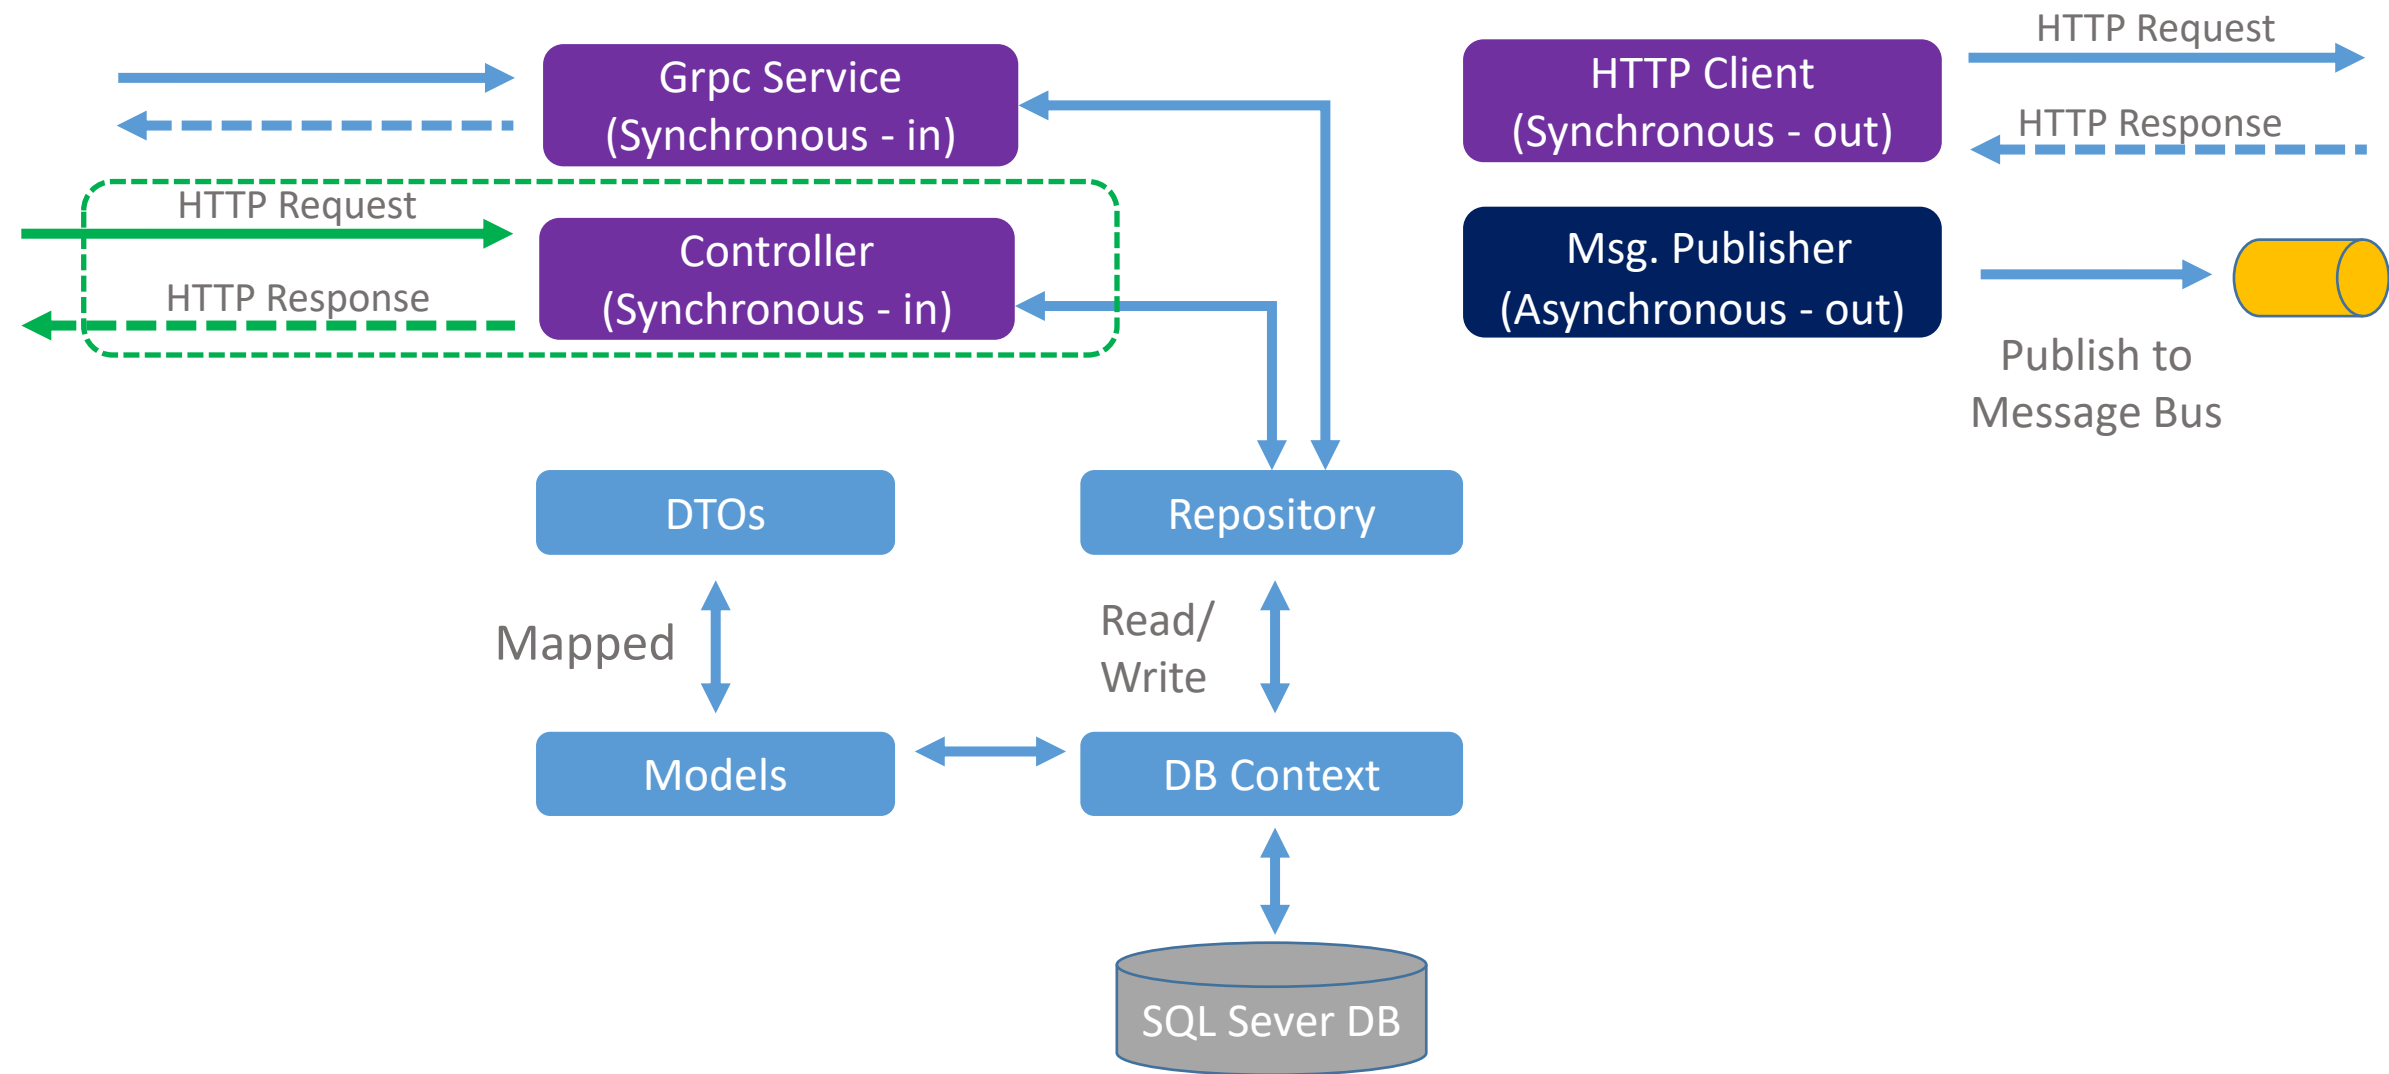 Grpc Service
(Synchronous - in)
HTTP Request
HTTP Response
Controller
(Synchronous - in)
HTTP Client
(Synchronous - out)
HTTP Request
HTTP Response
Msg. Publisher
(Asynchronous - out)
Publish to
Message Bus
DTOs
Repository
Mapped
Read/
Write
Models
DB Context
SQL Sever DB